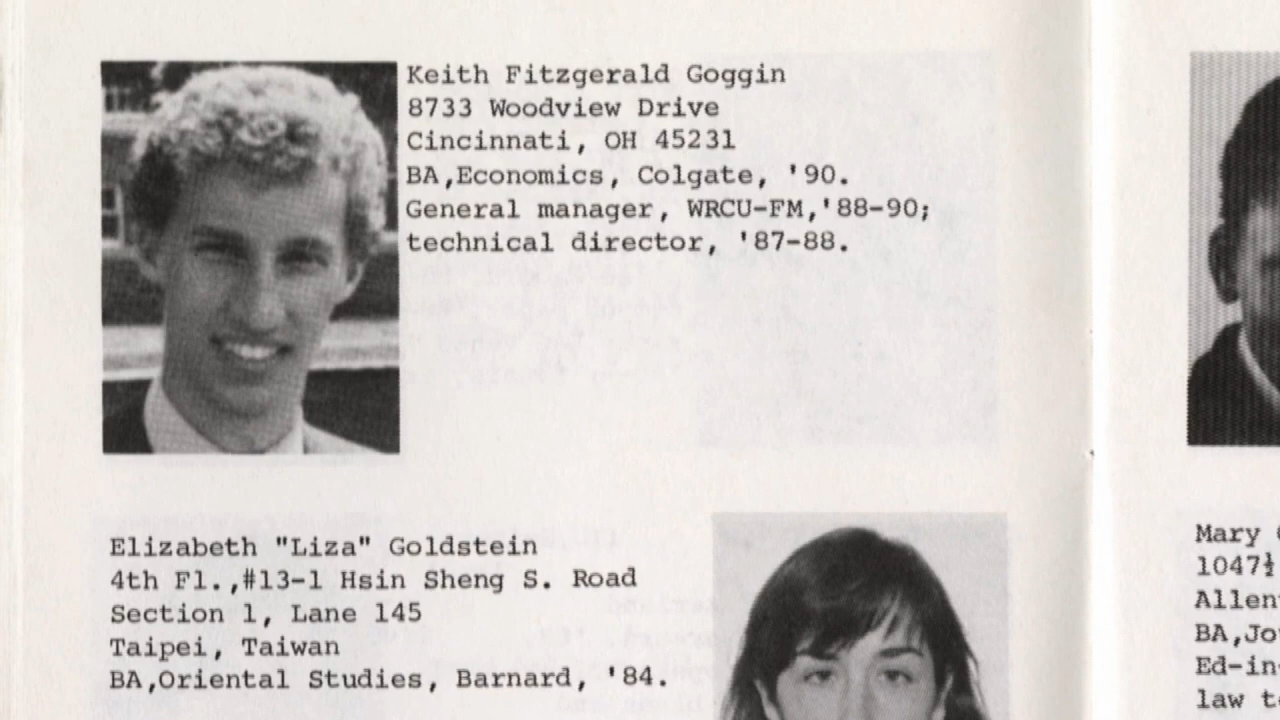 Keith Fitzgerald Goggin
8733 Woodview Drive
Cincinnati, OH 45231
BA,Economics, Colgate, '90.
General manager, WRCU-FM,'88-90;
technical director, '87-88.
Elizabeth "Liza" Goldstein
4th Fl.,#13-1 Hsin Sheng S. Road
Section 1, Lane 145
Taipei, Taiwan
BA,Oriental Studies, Barnard, '84.
Mary
1047½
Allen
BA,Jo
Ed-in
law t